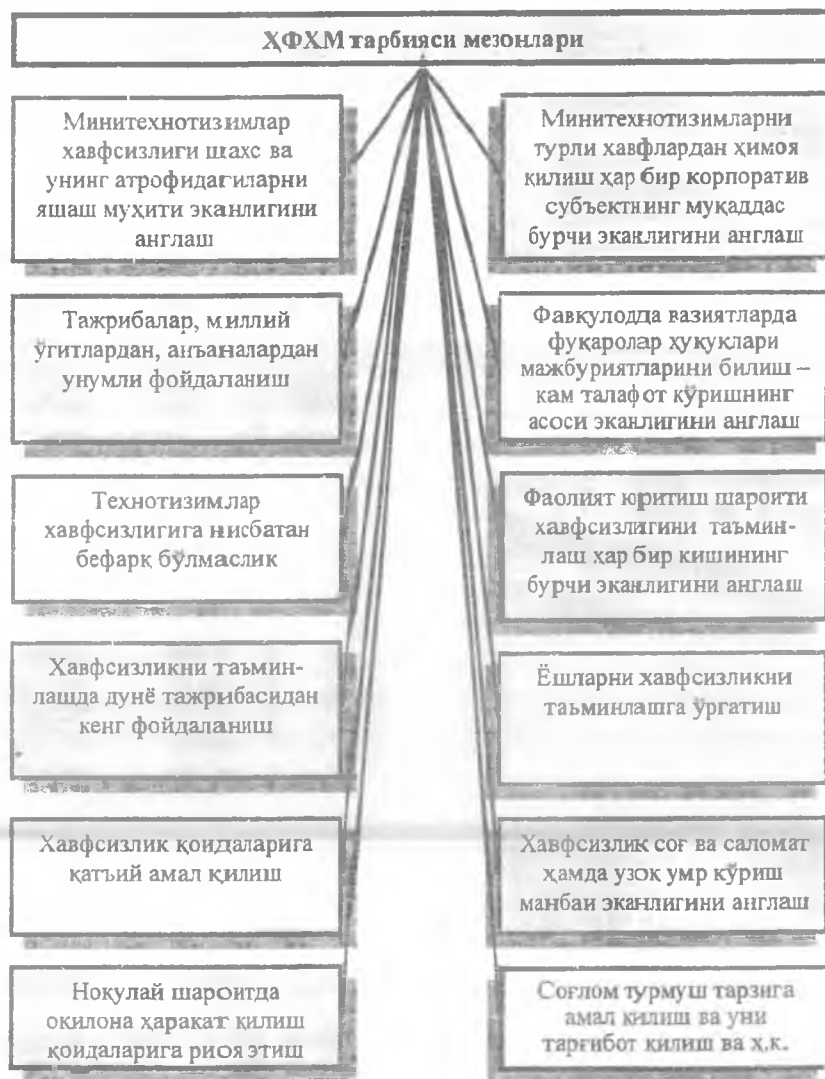 ҲФХМ тарбияси мезонлари
Минитехнотизимлар
хавфсизлиги шахс ва
унинг атрофидагиларни
яшаш муҳити эканлигини
англаш
Минитехнотизимларни
турли хавфлардан ҳимоя
қилиш ҳар бир корпоратив
субъектнинг муқаддас
бурчи эканлигини англаш
Тажрибалар, миллий
ўгитлардан, анъаналардан
унумли фойдаланиш
Фавқулодда вазиятларда
фуқаролар ҳуқуқлари
мажбуриятларини билиш –
кам талафот кўришнинг
асоси эканлигини англаш
Технотизимлар
хавфсизлигига нисбатан
бефарқ бўлмаслик
Фаолият юритиш шароити
хавфсизлигини таъмин-
лаш ҳар бир кишининг
бурчи эканлигини англаш
Хавфсизликни таъмин-
лашда дунё тажрибасидан
кенг фойдаланиш
Ёшларни хавфсизликни
таъминлашга ўргатиш
Хавфсизлик қоидаларига
қатъий амал қилиш
Хавфсизлик соғ ва саломат
ҳамда узоқ умр кўриш
манбаи эканлигини англаш
Ноқулай шароитда
оқилона ҳаракат қилиш
қоидаларига риоя этиш
Соғлом турмуш тарзига
амал қилиш ва уни
тарғибот қилиш ва ҳ.к.